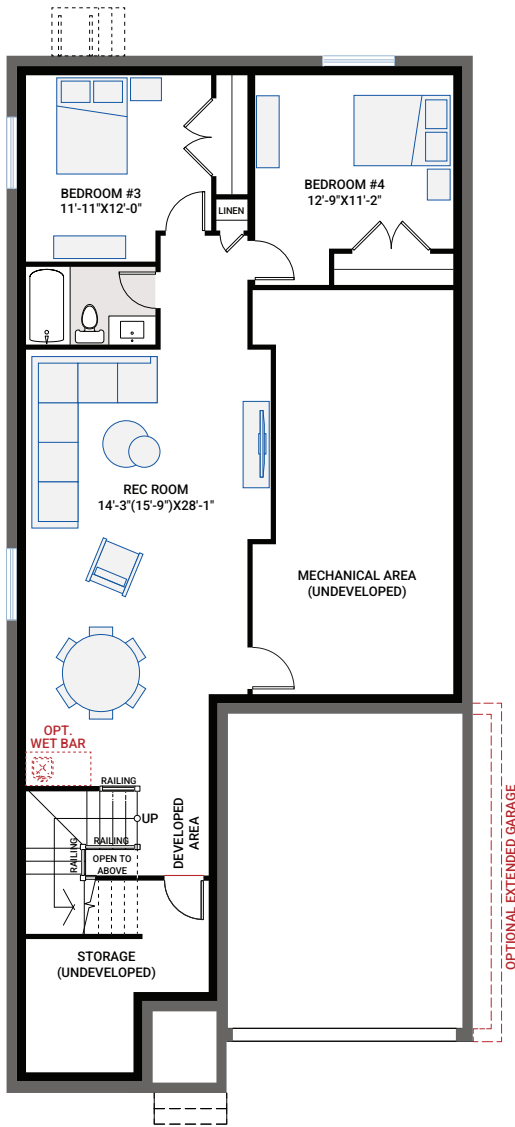 BEDROOM #3
11'-11"X12'-0"
LINEN
BEDROOM #4
12'-9"X11'-2"
REC ROOM
14'-3"(15'-9")X28'-1"
MECHANICAL AREA
(UNDEVELOPED)
OPT.
WET BAR
RAILING
UP
RAILING
RAILING
OPEN TO
ABOVE
DEVELOPED
AREA
STORAGE
(UNDEVELOPED)
OPTIONAL EXTENDED GARAGE